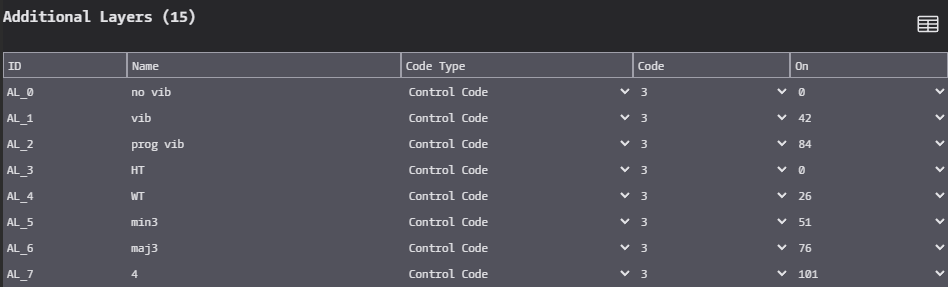 Additional Layers (15)
ID Name Code Type Code On
AL_0 no vib Control Code 3 0
AL_1 vib Control Code 3 42
AL_2 prog vib Control Code 3 84
AL_3 HT Control Code 3 0
AL_4 WT Control Code 3 26
AL_5 min3 Control Code 3 51
AL_6 maj3 Control Code 3 76
AL_7 4 Control Code 3 101